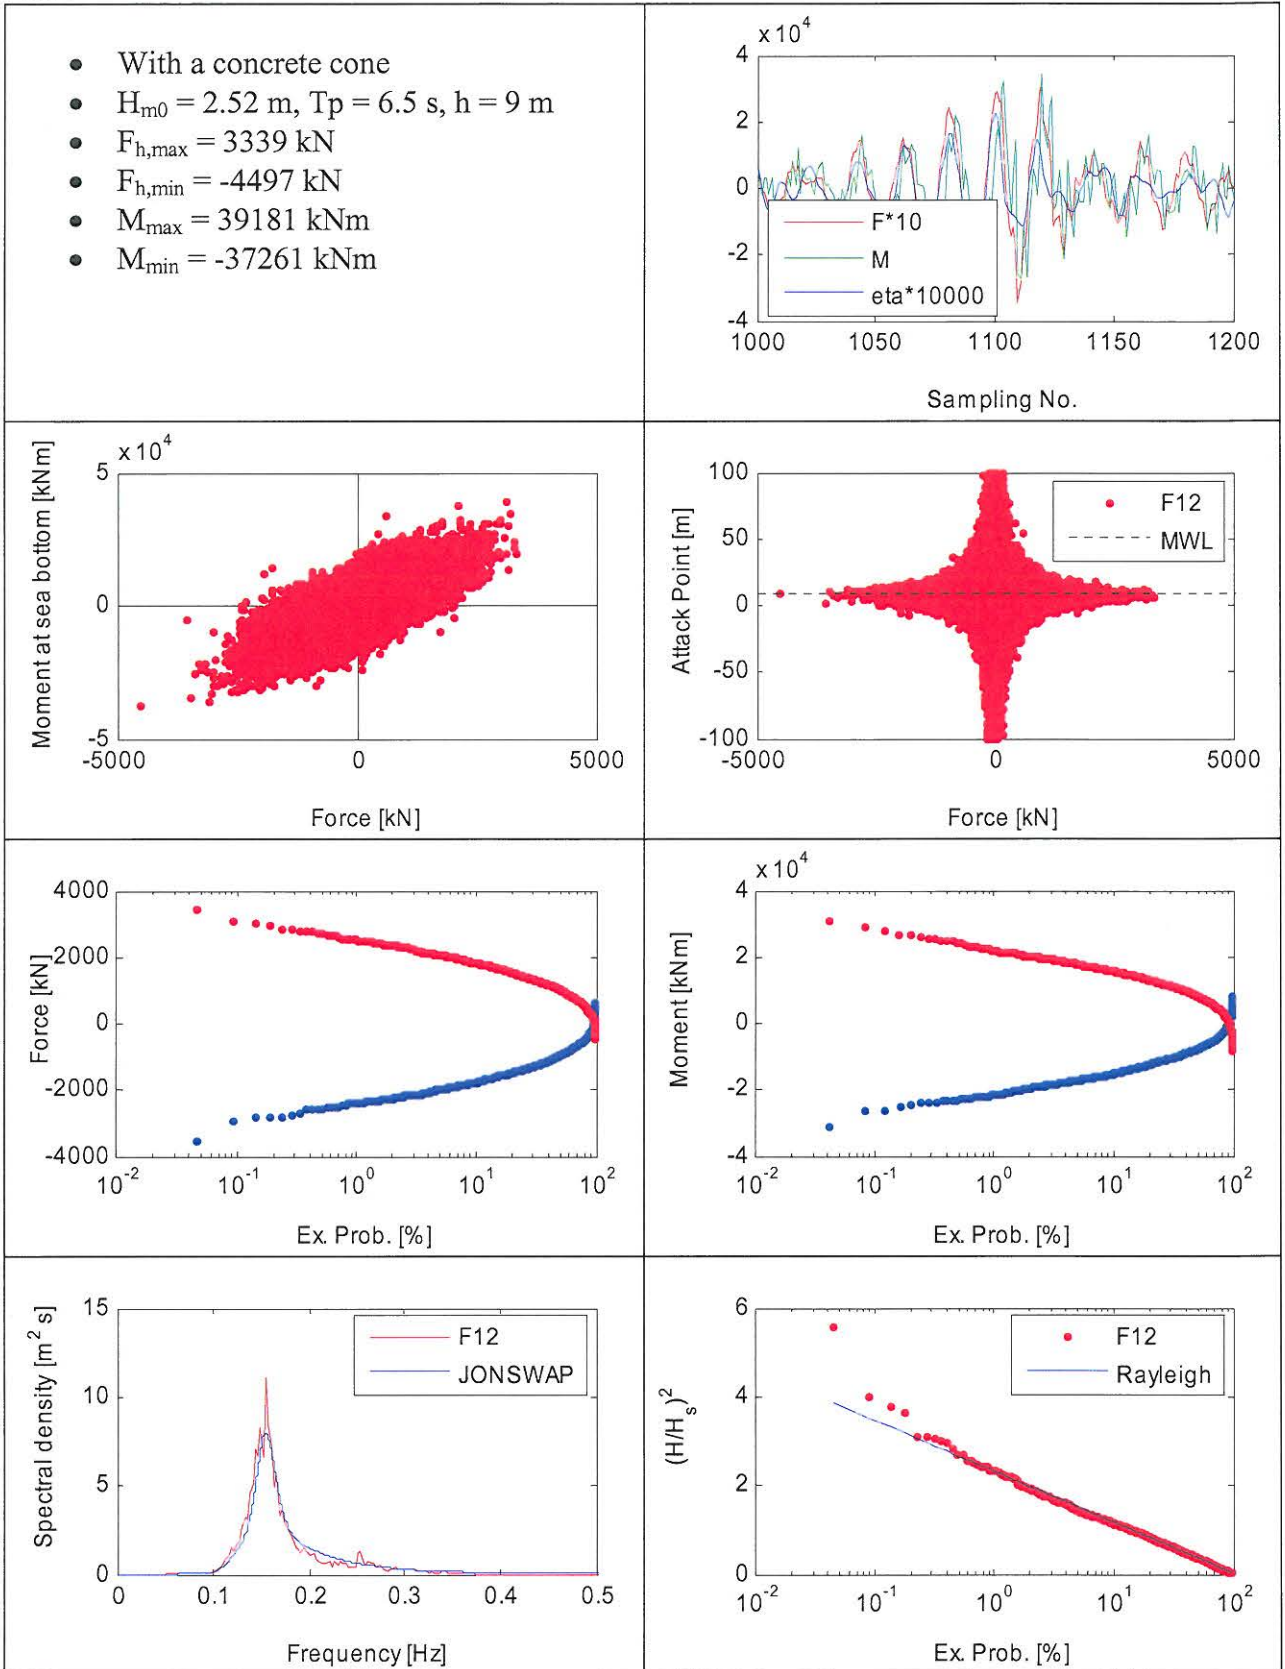 • With a concrete cone
• Hm0 = 2.52 m, Tp = 6.5 s, h = 9 m
• Fh,max = 3339 kN
• Fh,min = -4497 kN
• Mmax = 39181 kNm
• Mmin = -37261 kNm
x 10^4
4
2
0
-2
-4
F*10
M
eta*10000
1000 1050 1100 1150 1200
Sampling No.
Moment at sea bottom [kNm]
x 10^4
5
0
-5
-5000 0 5000
Force [kN]
Attack Point [m]
100
50
0
-50
-100
F12
MWL
-5000 0 5000
Force [kN]
Force [kN]
4000
2000
0
-2000
-4000
10^-2 10^-1 10^0 10^1 10^2
Ex. Prob. [%]
Moment [kNm]
x 10^4
4
2
0
-2
-4
10^-2 10^-1 10^0 10^1 10^2
Ex. Prob. [%]
Spectral density [m^2 s]
15
10
5
0
F12
JONSWAP
0 0.1 0.2 0.3 0.4 0.5
Frequency [Hz]
(H/Hs)^2
6
4
2
0
F12
Rayleigh
10^-2 10^-1 10^0 10^1 10^2
Ex. Prob. [%]